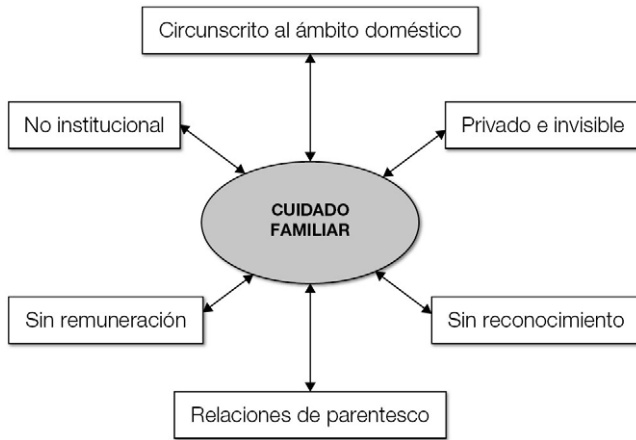 Circunscrito al ámbito doméstico
No institucional
Privado e invisible
CUIDADO
FAMILIAR
Sin remuneración
Sin reconocimiento
Relaciones de parentesco